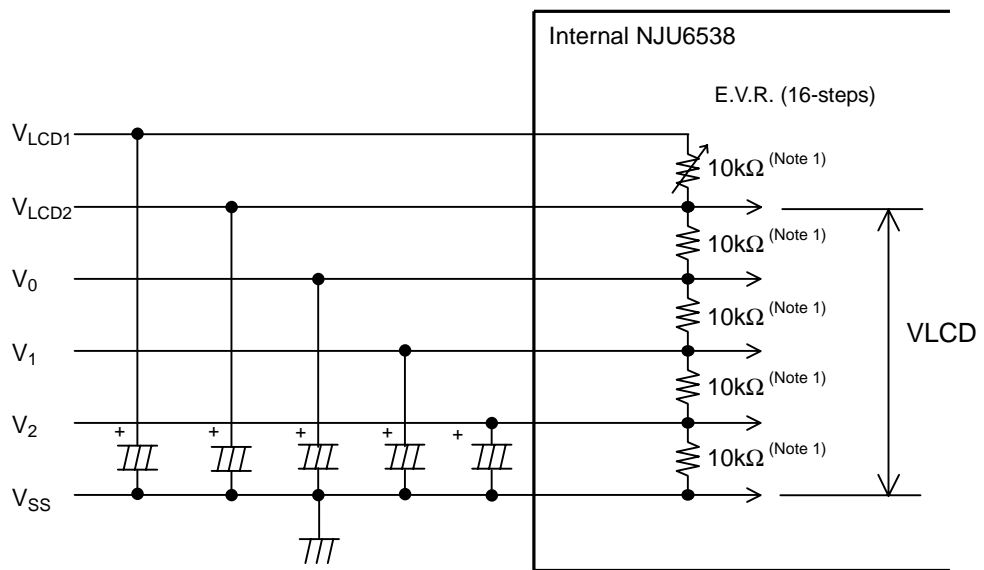 Internal NJU6538
E.V.R. (16-steps)
VLCD1
10kΩ (Note 1)
VLCD2
10kΩ (Note 1)
V0
10kΩ (Note 1)
VLCD
V1
10kΩ (Note 1)
V2
+ + + + +
10kΩ (Note 1)
VSS